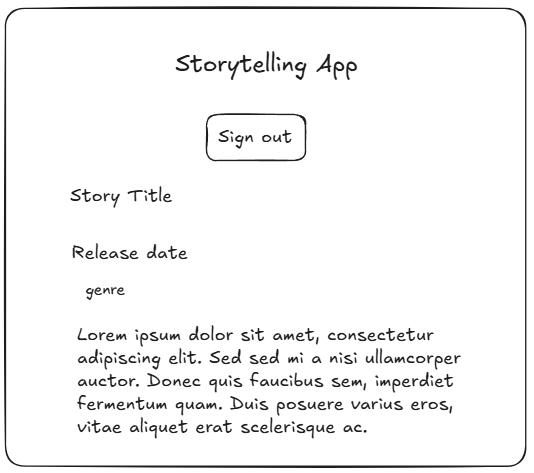 Storytelling App
Sign out
Story Title
Release date
genre
Lorem ipsum dolor sit amet, consectetur
adipiscing elit. Sed sed mi a nisi ullamcorper
auctor. Donec quis faucibus sem, imperdiet
fermentum quam. Duis posuere varius eros,
vitae aliquet erat scelerisque ac.